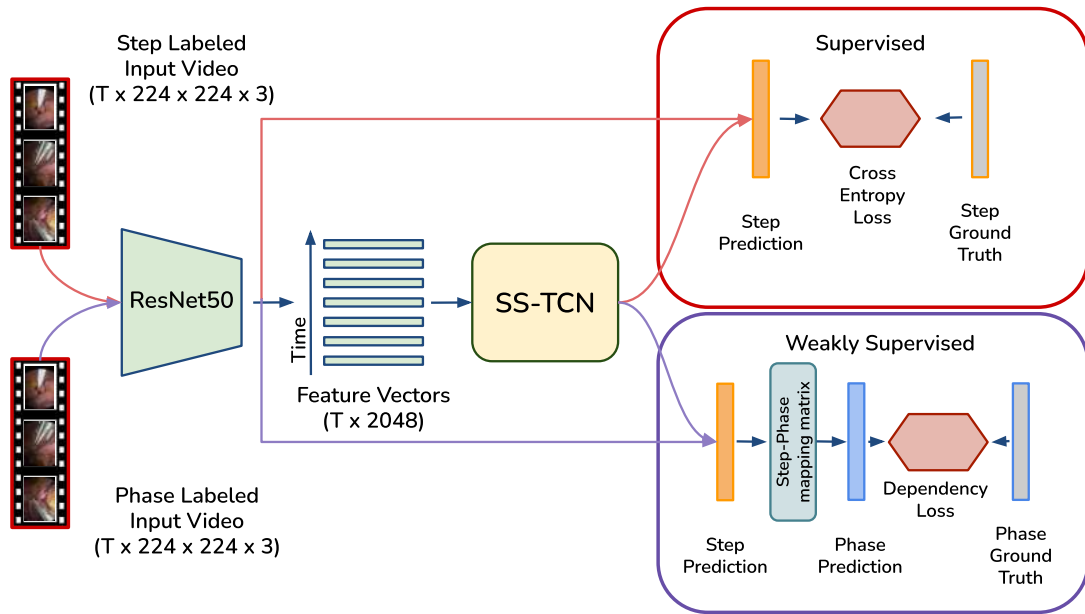 Step Labeled
Input Video
(T x 224 x 224 x 3)
ResNet50
Time
Feature Vectors
(T x 2048)
SS-TCN
Phase Labeled
Input Video
(T x 224 x 224 x 3)
Supervised
Step
Prediction
Cross
Entropy
Loss
Step
Ground
Truth
Weakly Supervised
Step
Prediction
Step-Phase
mapping matrix
Phase
Prediction
Dependency
Loss
Phase
Ground
Truth